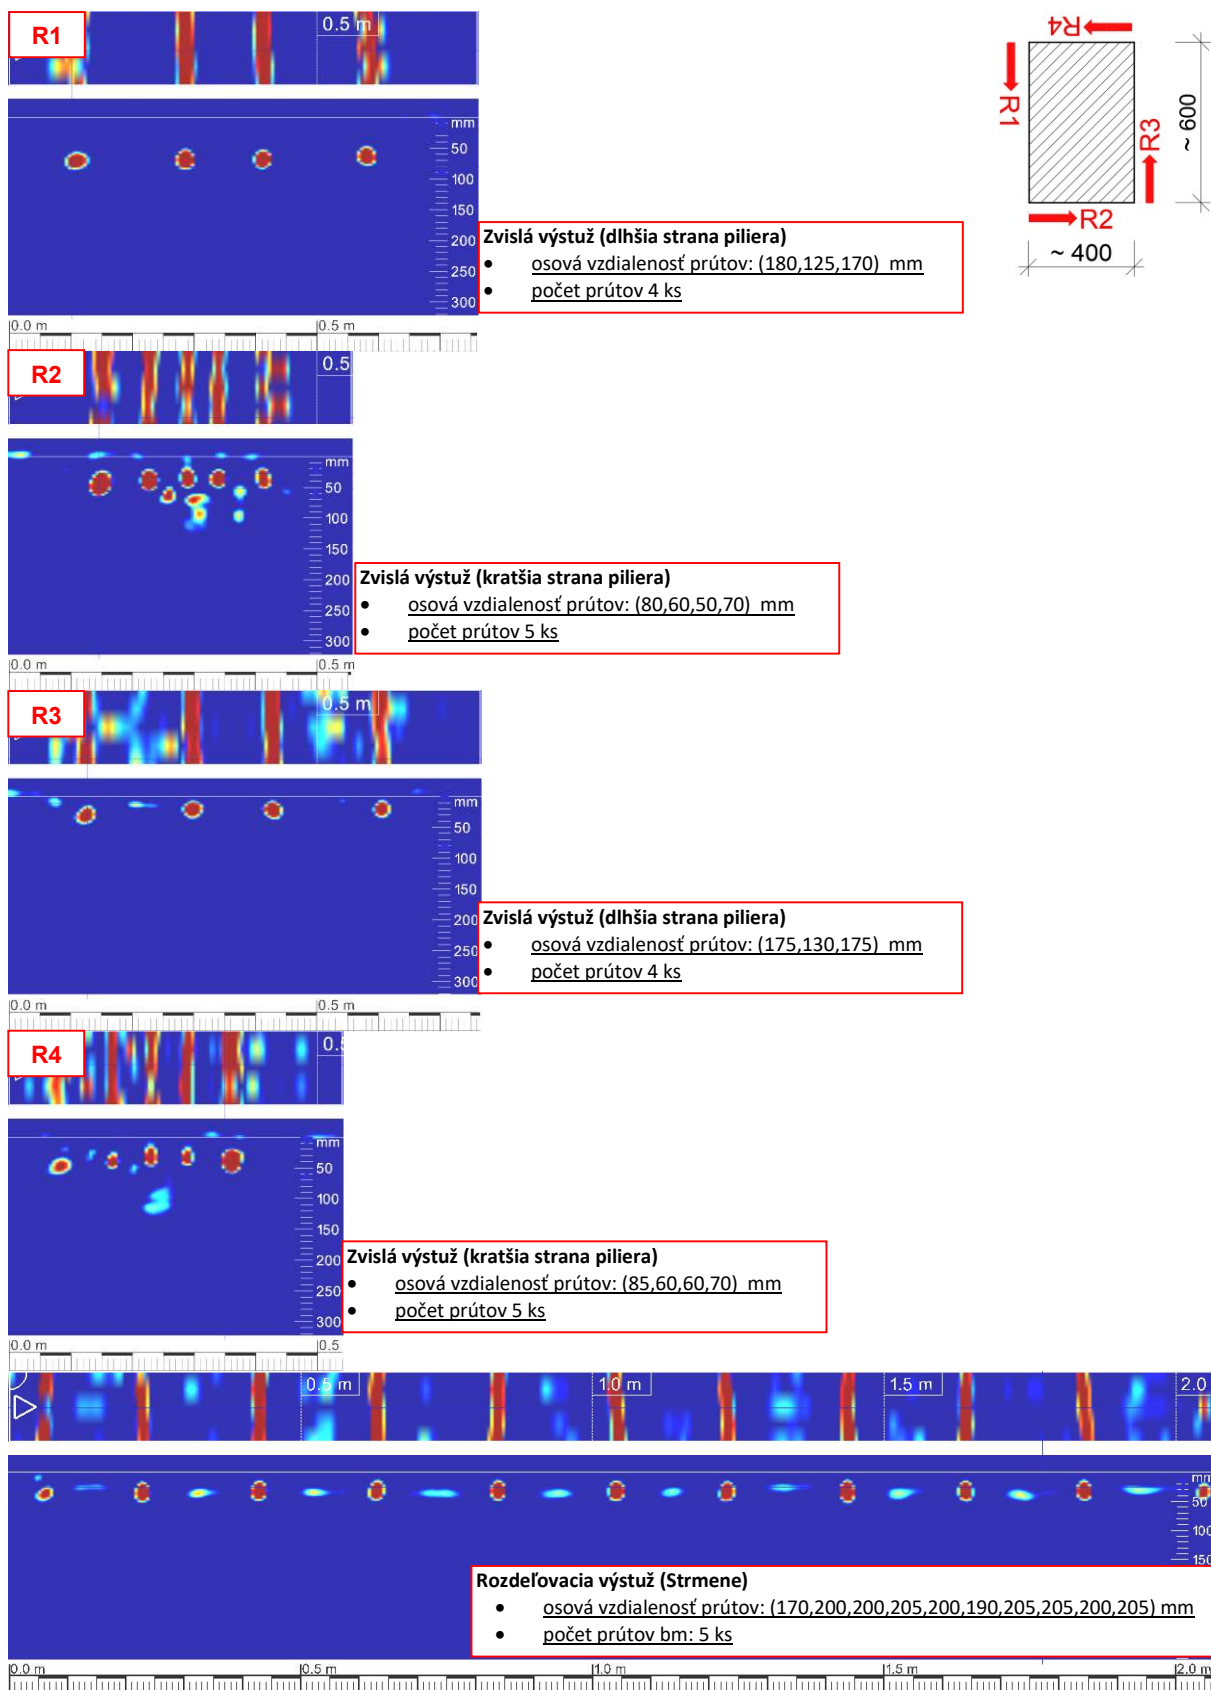 R1
0.5 m
mm
50
100
150
200
250
300
0.0 m
0.5 m
R4
R1
R3
R2
~ 600
~ 400
Zvislá výstuž (dlhšia strana piliera)
• osová vzdialenosť prútov: (180,125,170) mm
• počet prútov 4 ks
R2
0.5
mm
50
100
150
200
250
300
0.0 m
0.5 m
Zvislá výstuž (kratšia strana piliera)
• osová vzdialenosť prútov: (80,60,50,70) mm
• počet prútov 5 ks
R3
0.5 m
mm
50
100
150
200
250
300
0.0 m
0.5 m
Zvislá výstuž (dlhšia strana piliera)
• osová vzdialenosť prútov: (175,130,175) mm
• počet prútov 4 ks
R4
0.
mm
50
100
150
200
250
300
0.0 m
0.5
Zvislá výstuž (kratšia strana piliera)
• osová vzdialenosť prútov: (85,60,60,70) mm
• počet prútov 5 ks
0.5 m 1.0 m 1.5 m 2.0
mm
50
100
150
Rozdeľovacia výstuž (Strmene)
• osová vzdialenosť prútov: (170,200,200,205,200,190,205,205,200,205) mm
• počet prútov bm: 5 ks
0.0 m 0.5 m 1.0 m 1.5 m 2.0 m